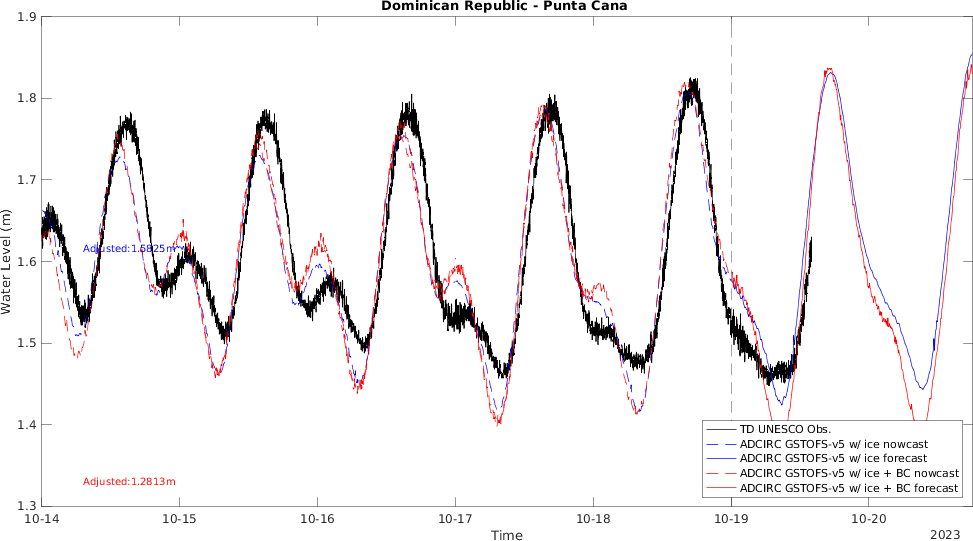 Dominican Republic - Punta Cana
1.9
1.8
1.7
1.6
1.5
1.4
1.3
Water Level (m)
Adjusted:1.5825m
Adjusted:1.2813m
TD UNESCO Obs.
ADCIRC GSTOFS-v5 w/ ice nowcast
ADCIRC GSTOFS-v5 w/ ice forecast
ADCIRC GSTOFS-v5 w/ ice + BC nowcast
ADCIRC GSTOFS-v5 w/ ice + BC forecast
10-14 10-15 10-16 10-17 10-18 10-19 10-20
Time
2023